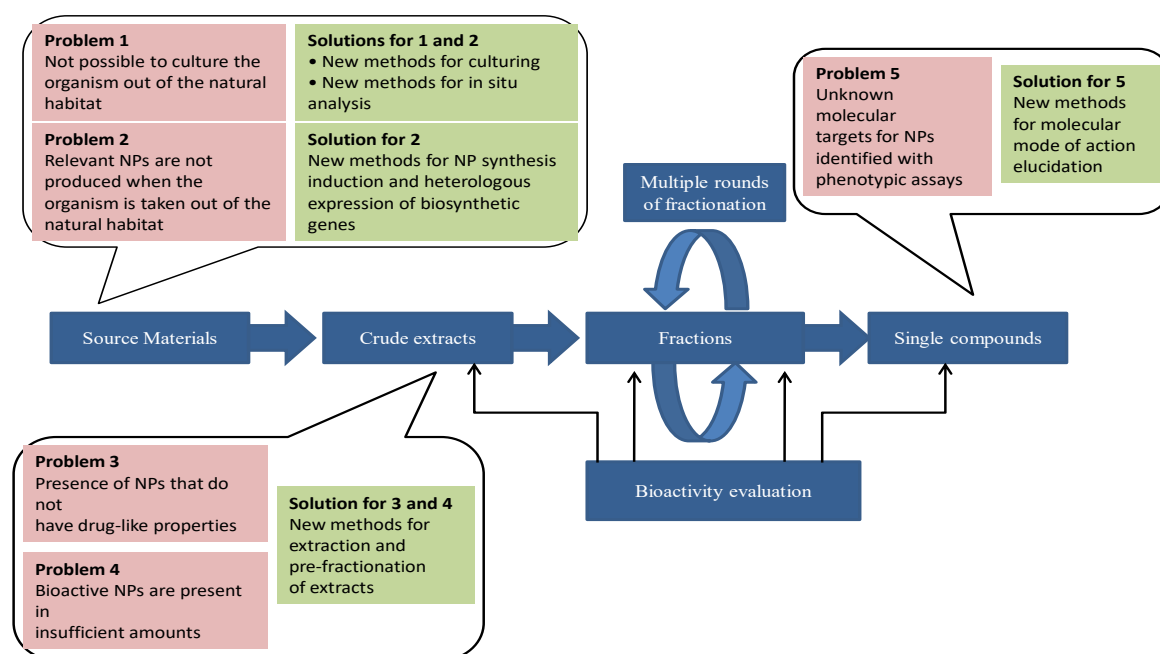 Problem 1
Not possible to culture the
organism out of the natural
habitat
Solutions for 1 and 2
• New methods for culturing
• New methods for in situ
analysis
Problem 2
Relevant NPs are not
produced when the
organism is taken out of the
natural habitat
Solution for 2
New methods for NP synthesis
induction and heterologous
expression of biosynthetic
genes
Problem 5
Unknown
molecular
targets for NPs
identified with
phenotypic assays
Solution for 5
New methods
for molecular
mode of action
elucidation
Multiple rounds
of fractionation
Source Materials
Crude extracts
Fractions
Single compounds
Problem 3
Presence of NPs that do
not
have drug-like properties
Problem 4
Bioactive NPs are present
in
insufficient amounts
Solution for 3 and 4
New methods for
extraction and
pre-fractionation
of extracts
Bioactivity evaluation